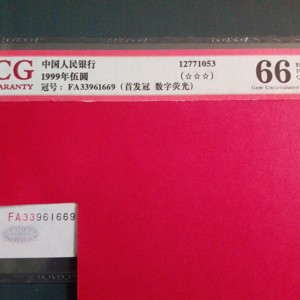 CG
ARRANTY
中国人民银行
1999年伍圆
冠号：FA33961669（首发冠 数字荧光）
12771053
（☆☆☆）
66
Gem Uncirculated
FA33961669